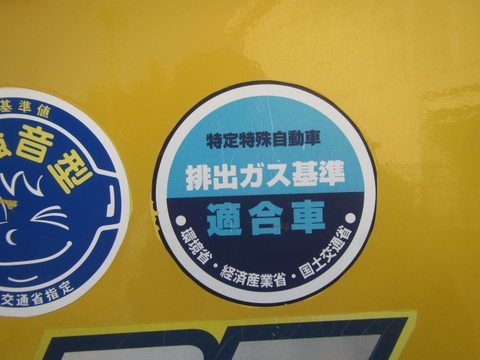 基準値
音型
交通省指定
特定特殊自動車
排出ガス基準
適合車
・環境省・経済産業省・国土交通省・